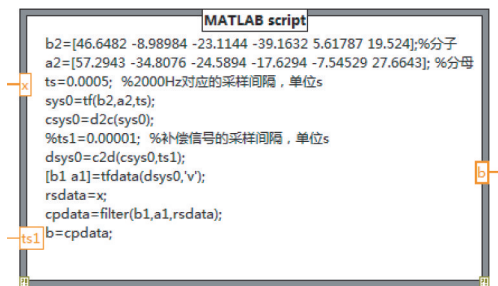 MATLAB script
b2=[46.6482 -8.98984 -23.1144 -39.1632 5.61787 19.524];%分子
a2=[57.2943 -34.8076 -24.5894 -17.6294 -7.54529 27.6643]; %分母
x
ts=0.0005;  %2000Hz对应的采样间隔，单位s
sys0=tf(b2,a2,ts);
csys0=d2c(sys0);
%ts1=0.00001;  %补偿信号的采样间隔，单位s
dsys0=c2d(csys0,ts1);
[b1 a1]=tfdata(dsys0,'v');
b
rsdata=x;
cpdata=filter(b1,a1,rsdata);
ts1
b=cpdata;